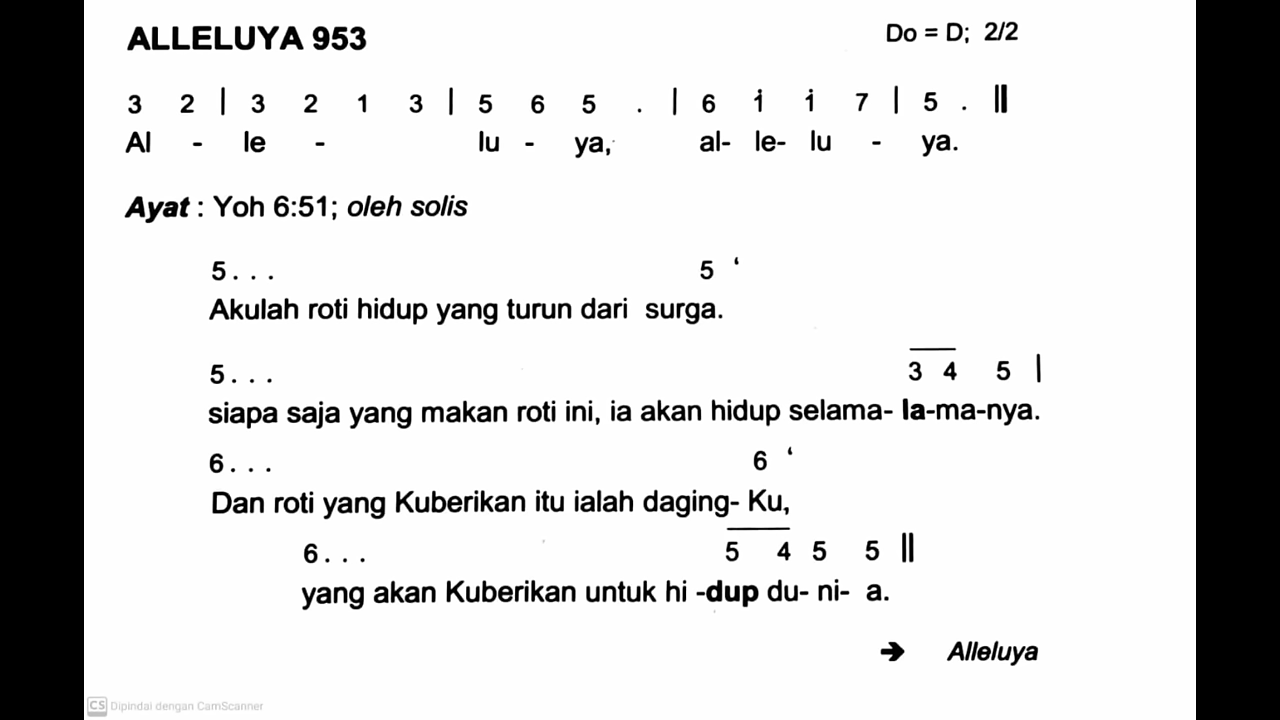 ALLELUYA 953 Do = D; 2/2
3 2 | 3 2 1 3 | 5 6 5 . | 6 i̇ i̇ 7 | 5 . ||
Al - le - lu - ya, al- le- lu - ya.
Ayat : Yoh 6:51; oleh solis
5 . . . 5 ‘
Akulah roti hidup yang turun dari surga.
5 . . . 3 4 5 |
siapa saja yang makan roti ini, ia akan hidup selama- la-ma-nya.
6 . . . 6 ‘
Dan roti yang Kuberikan itu ialah daging- Ku,
6 . . . 5 4 5 5 ||
yang akan Kuberikan untuk hi -dup du- ni- a.
➔ Alleluya
CS Dipindai dengan CamScanner